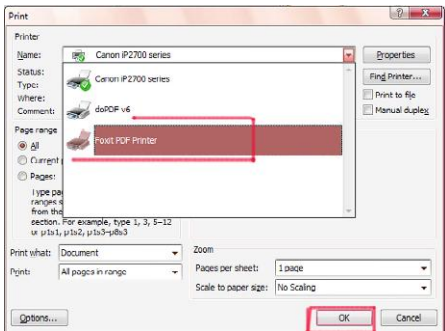 Print
Printer
Name: Canon iP2700 series Properties
Status: Canon iP2700 series Find Printer...
Type:
Where: Print to file
Comment: doPDF v6 Manual duplex
Page range
All Foxit PDF Printer
Current
Pages:
Type
ranges
from the
section. For example, type 1, 3, 5–12
or p1s1, p1s2, p1s3–p8s3
Print what: Document Zoom
Print: All pages in range Pages per sheet: 1 page
Scale to paper size: No Scaling
Options... OK Cancel